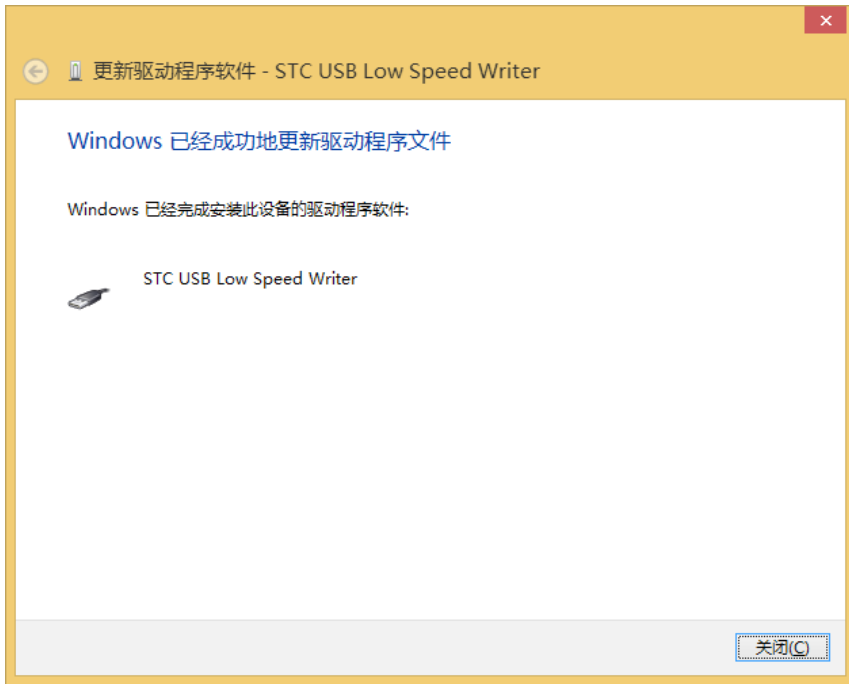 更新驱动程序软件 - STC USB Low Speed Writer
Windows 已经成功地更新驱动程序文件
Windows 已经完成安装此设备的驱动程序软件:
STC USB Low Speed Writer
关闭(C)